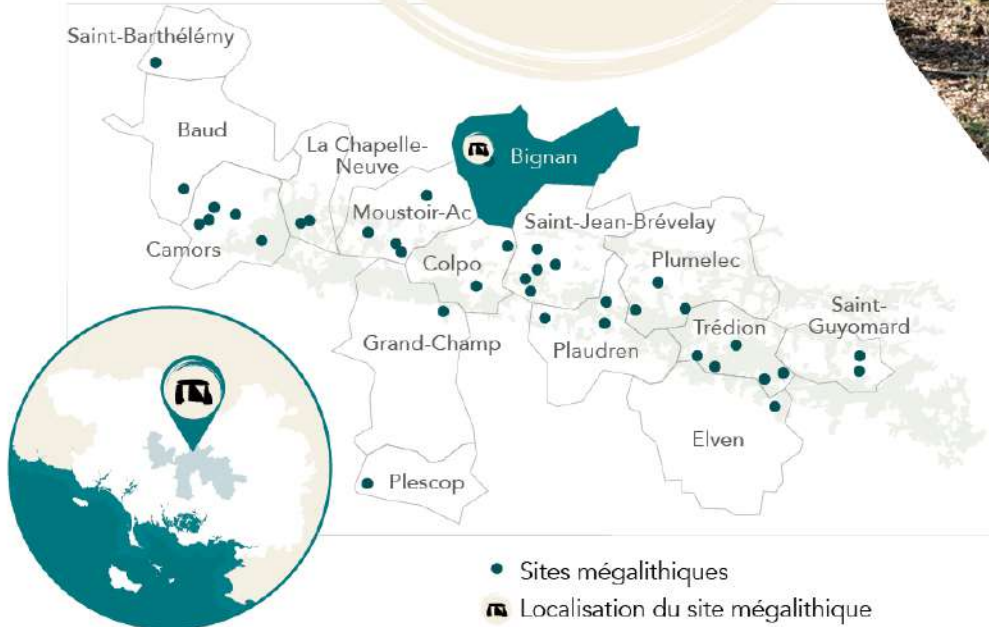 Saint-Barthélémy
Baud
La Chapelle-
Neuve
Bignan
Moustoir-Ac
Saint-Jean-Brévelay
Camors
Colpo
Plumelec
Saint-
Guyomard
Trédion
Grand-Champ
Plaudren
Elven
Plescop
Sites mégalithiques
Localisation du site mégalithique